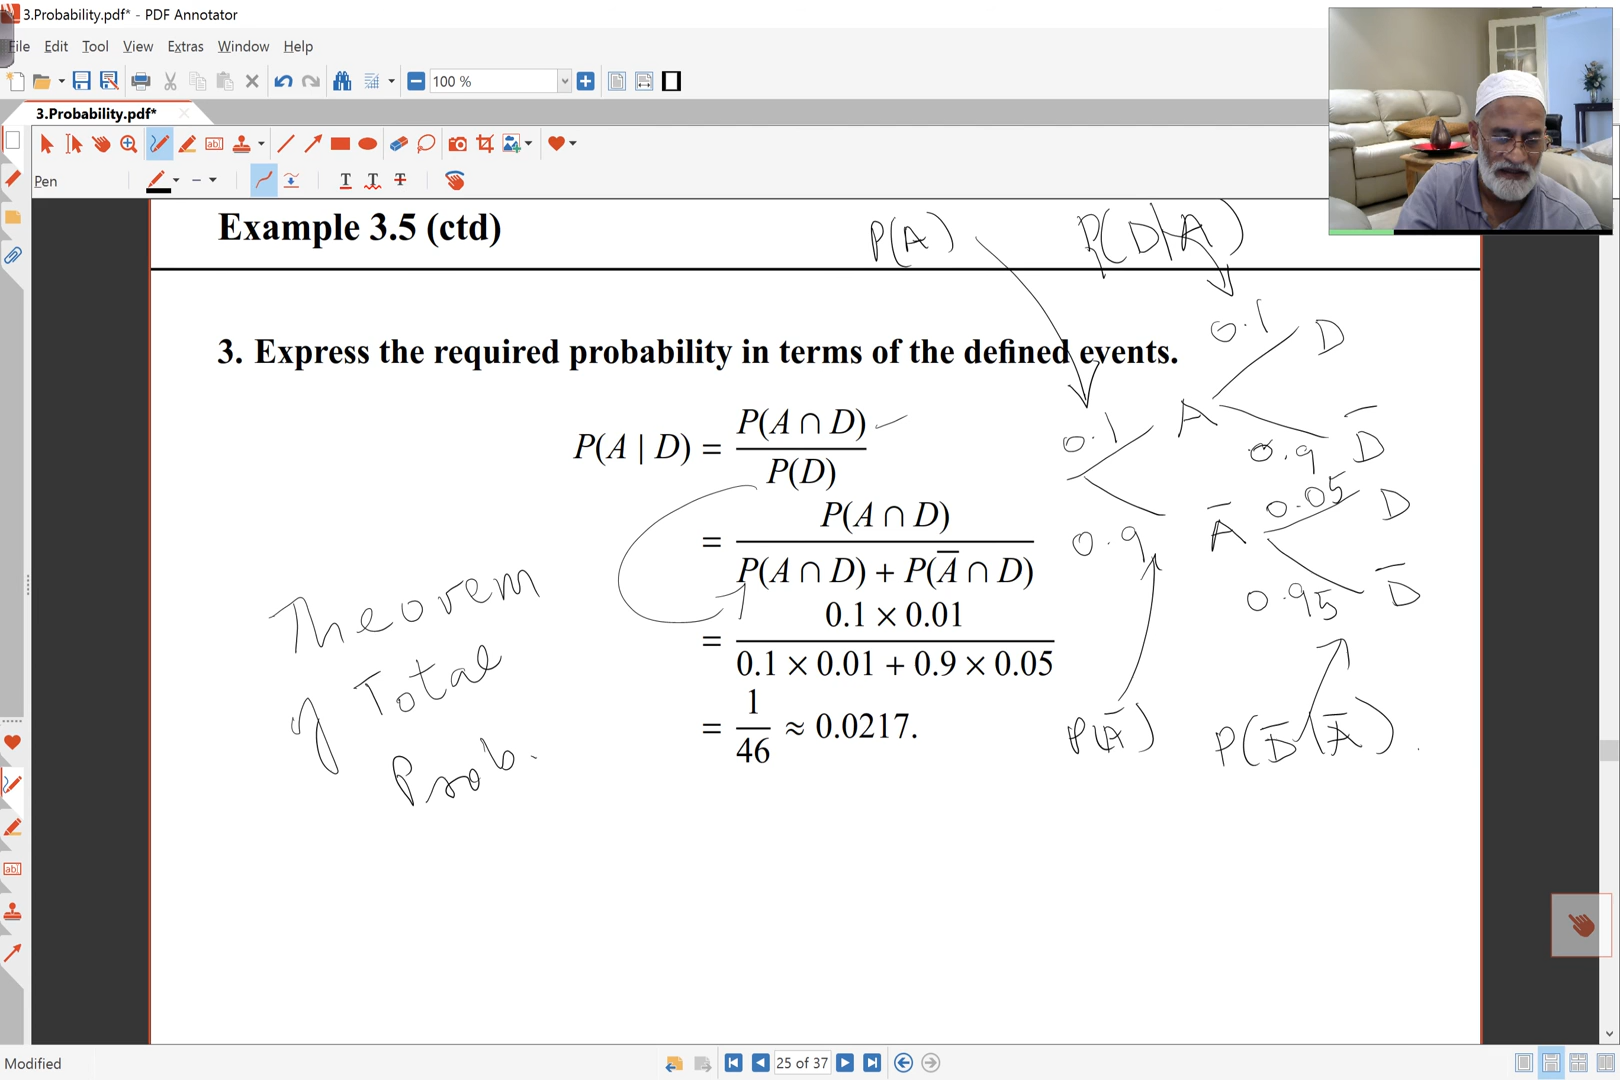 3.Probability.pdf* - PDF Annotator
File Edit Tool View Extras Window Help
100 %
3.Probability.pdf*
Pen
Example 3.5 (ctd)
P(A)
P(D|A)
3. Express the required probability in terms of the defined events.
P(A | D) = P(A ∩ D) / P(D)
= P(A ∩ D) / P(A ∩ D) + P(A̅ ∩ D)
= 0.1 × 0.01 / 0.1 × 0.01 + 0.9 × 0.05
= 1 / 46 ≈ 0.0217.
0.1 D
0.1 A
0.9 D̅
0.05 D
0.9 A̅
0.95 D̅
P(A̅)
P(D̅|A̅).
Theorem
of Total
Prob.
Modified
25 of 37